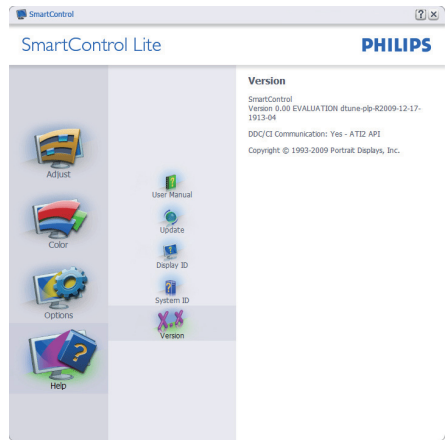 SmartControl
SmartControl Lite
PHILIPS
Adjust
Color
Options
Help
User Manual
Update
Display ID
System ID
Version
Version
SmartControl
Version 0.00 EVALUATION dtune-plp-R2009-12-17-
1913-04
DDC/CI Communication: Yes - ATI2 API
Copyright © 1993-2009 Portrait Displays, Inc.